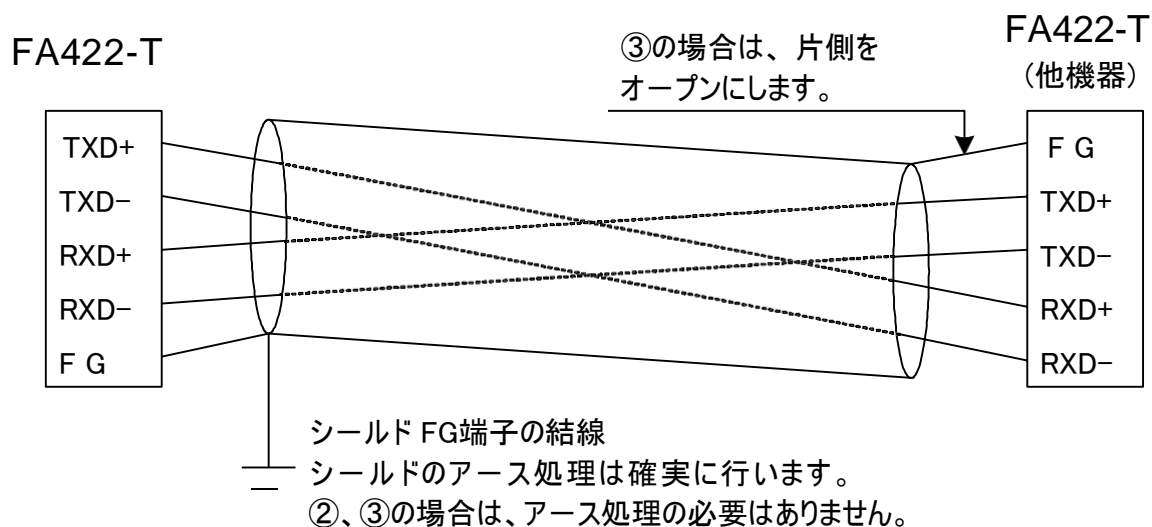 FA422-T
③の場合は、片側を
オープンにします。
FA422-T
（他機器）
TXD+
TXD-
RXD+
RXD-
F G
F G
TXD+
TXD-
RXD+
RXD-
シールド FG端子の結線
シールドのアース処理は確実に行います。
②、③の場合は、アース処理の必要はありません。